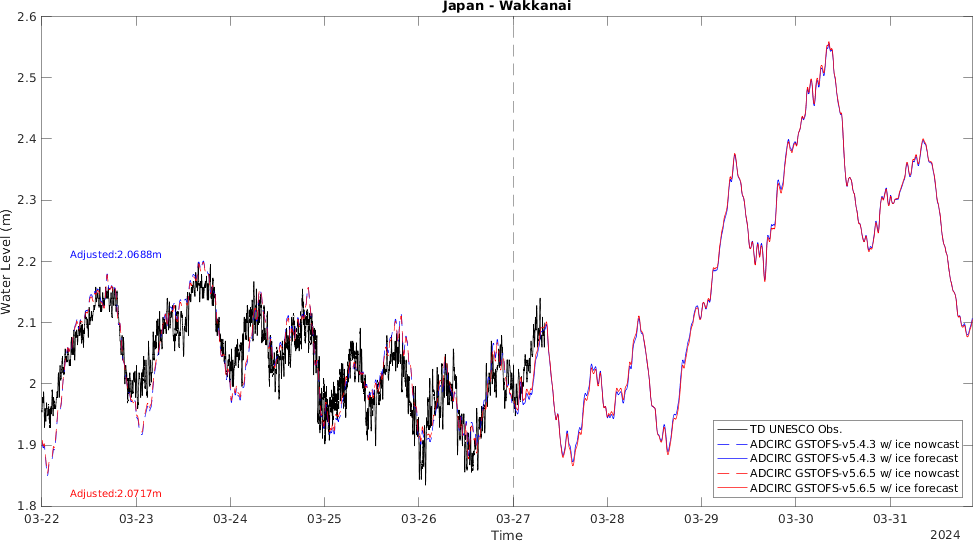 Japan - Wakkanai
2.6
2.5
2.4
2.3
2.2
2.1
2
1.9
1.8
Water Level (m)
Adjusted:2.0688m
Adjusted:2.0717m
TD UNESCO Obs.
ADCIRC GSTOFS-v5.4.3 w/ ice nowcast
ADCIRC GSTOFS-v5.4.3 w/ ice forecast
ADCIRC GSTOFS-v5.6.5 w/ ice nowcast
ADCIRC GSTOFS-v5.6.5 w/ ice forecast
03-22 03-23 03-24 03-25 03-26 03-27 03-28 03-29 03-30 03-31
Time
2024